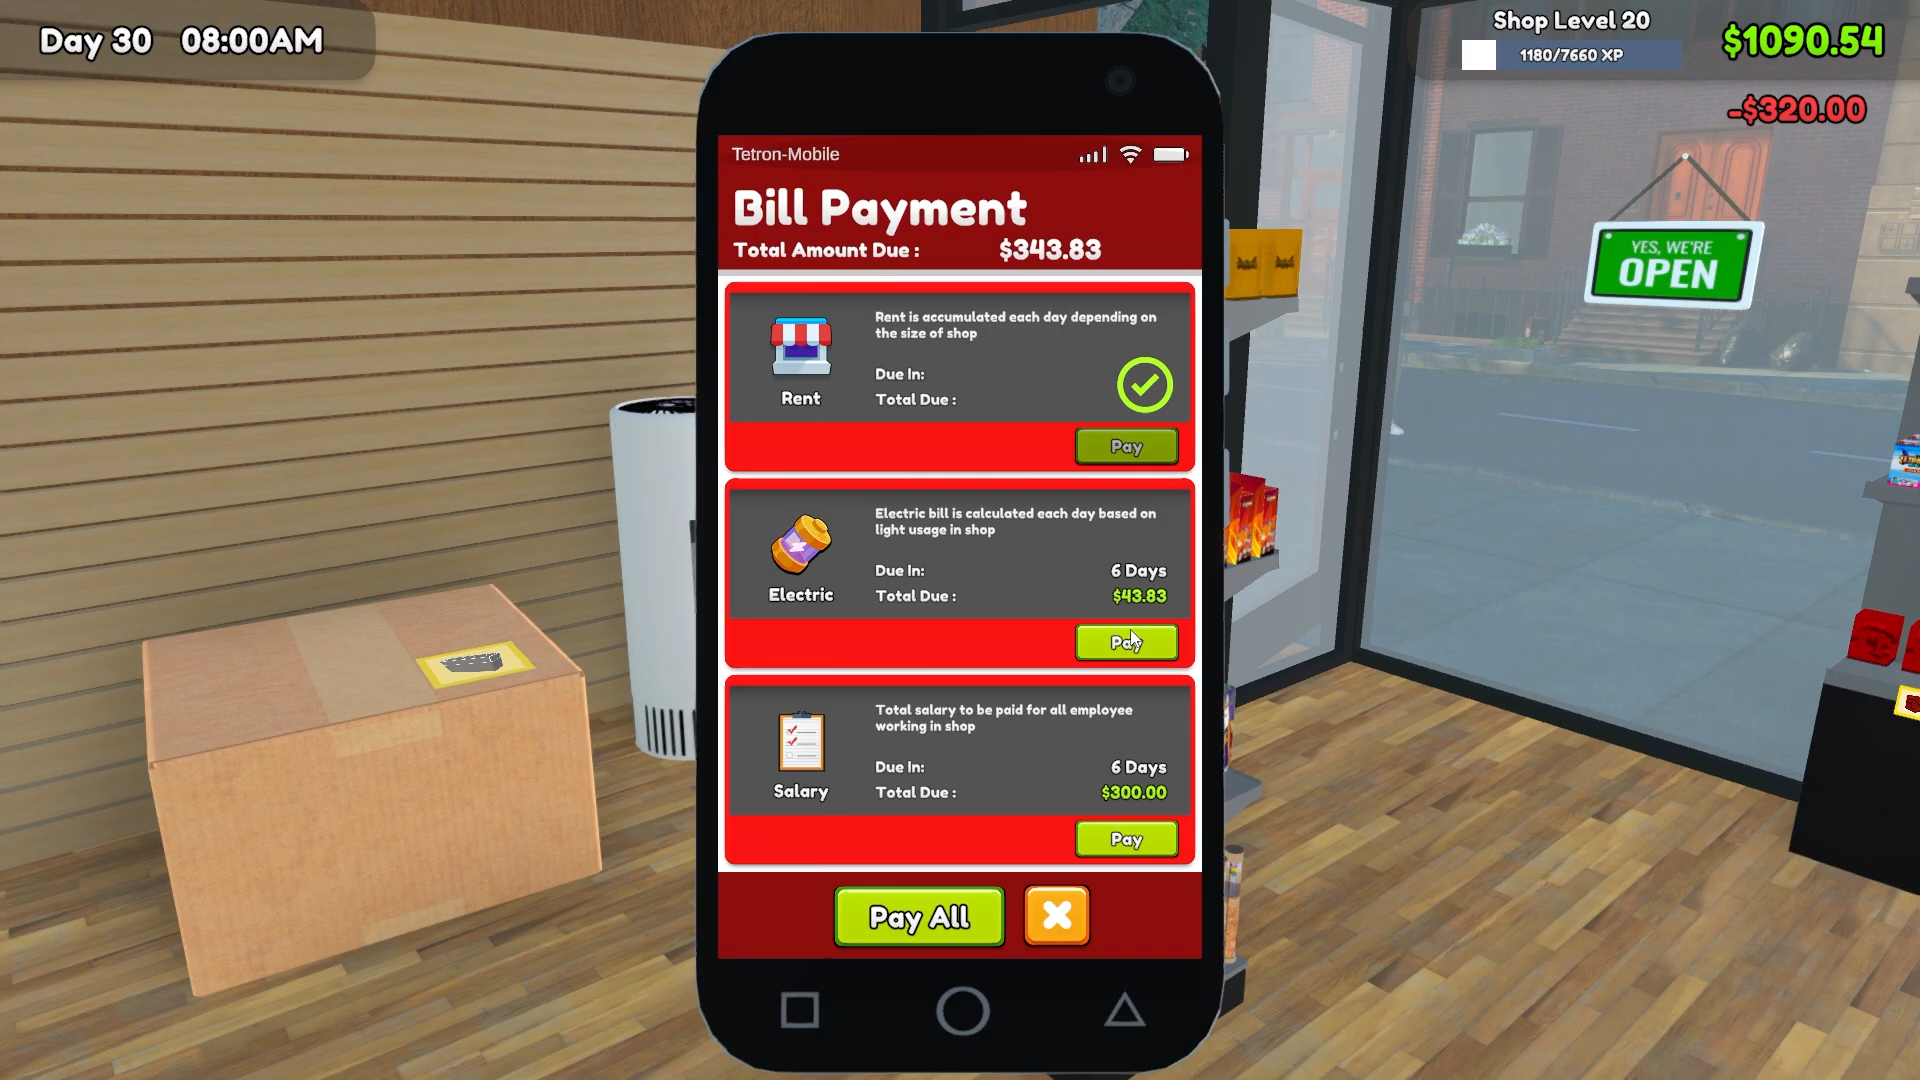 Day 30 08:00AM
Shop Level 20
1180/7660 XP
$1090.54
-$320.00
Tetron-Mobile
Bill Payment
Total Amount Due : $343.83
Rent is accumulated each day depending on
the size of shop
Due In:
Total Due :
Rent
Pay
Electric bill is calculated each day based on
light usage in shop
Due In: 6 Days
Total Due : $43.83
Electric
Pay
Total salary to be paid for all employee
working in shop
Due In: 6 Days
Total Due : $300.00
Salary
Pay
Pay All
YES, WE'RE
OPEN